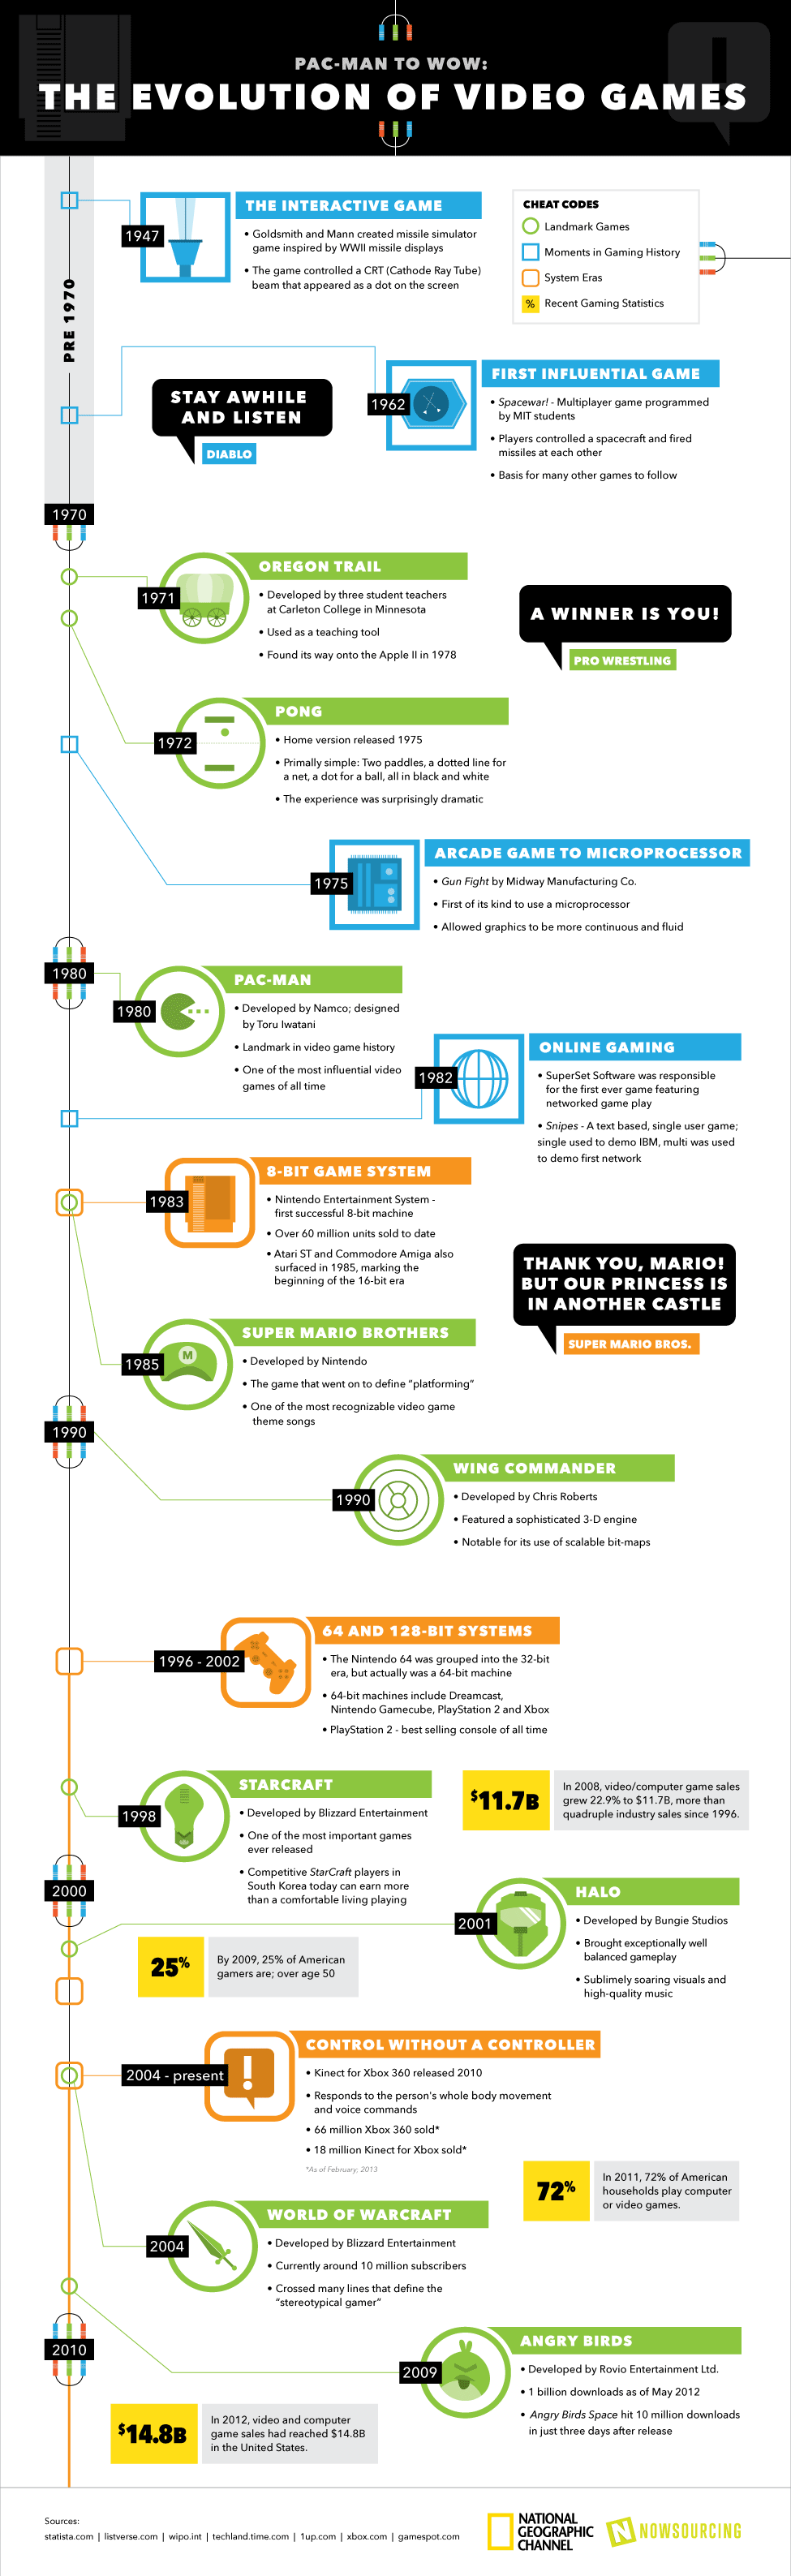 PAC-MAN TO WOW:
THE EVOLUTION OF VIDEO GAMES
PRE 1970
1947
THE INTERACTIVE GAME
• Goldsmith and Mann created missile simulator
game inspired by WWII missile displays
• The game controlled a CRT (Cathode Ray Tube)
beam that appeared as a dot on the screen
CHEAT CODES
Landmark Games
Moments in Gaming History
System Eras
% Recent Gaming Statistics
STAY AWHILE
AND LISTEN
DIABLO
1962
FIRST INFLUENTIAL GAME
• Spacewar! - Multiplayer game programmed
by MIT students
• Players controlled a spacecraft and fired
missiles at each other
• Basis for many other games to follow
1970
1971
OREGON TRAIL
• Developed by three student teachers
at Carleton College in Minnesota
• Used as a teaching tool
• Found its way onto the Apple II in 1978
A WINNER IS YOU!
PRO WRESTLING
1972
PONG
• Home version released 1975
• Primally simple: Two paddles, a dotted line for
a net, a dot for a ball, all in black and white
• The experience was surprisingly dramatic
1975
ARCADE GAME TO MICROPROCESSOR
• Gun Fight by Midway Manufacturing Co.
• First of its kind to use a microprocessor
• Allowed graphics to be more continuous and fluid
1980
1980
PAC-MAN
• Developed by Namco; designed
by Toru Iwatani
• Landmark in video game history
• One of the most influential video
games of all time
1982
ONLINE GAMING
• SuperSet Software was responsible
for the first ever game featuring
networked game play
• Snipes - A text based, single user game;
single used to demo IBM, multi was used
to demo first network
1983
8-BIT GAME SYSTEM
• Nintendo Entertainment System -
first successful 8-bit machine
• Over 60 million units sold to date
• Atari ST and Commodore Amiga also
surfaced in 1985, marking the
beginning of the 16-bit era
THANK YOU, MARIO!
BUT OUR PRINCESS IS
IN ANOTHER CASTLE
SUPER MARIO BROS.
1985
M
SUPER MARIO BROTHERS
• Developed by Nintendo
• The game that went on to define “platforming”
• One of the most recognizable video game
theme songs
1990
1990
WING COMMANDER
• Developed by Chris Roberts
• Featured a sophisticated 3-D engine
• Notable for its use of scalable bit-maps
1996 - 2002
64 AND 128-BIT SYSTEMS
• The Nintendo 64 was grouped into the 32-bit
era, but actually was a 64-bit machine
• 64-bit machines include Dreamcast,
Nintendo Gamecube, PlayStation 2 and Xbox
• PlayStation 2 - best selling console of all time
1998
STARCRAFT
• Developed by Blizzard Entertainment
• One of the most important games
ever released
• Competitive StarCraft players in
South Korea today can earn more
than a comfortable living playing
$11.7B
In 2008, video/computer game sales
grew 22.9% to $11.7B, more than
quadruple industry sales since 1996.
2000
2001
HALO
• Developed by Bungie Studios
• Brought exceptionally well
balanced gameplay
• Sublimely soaring visuals and
high-quality music
25%
By 2009, 25% of American
gamers are; over age 50
2004 - present
CONTROL WITHOUT A CONTROLLER
• Kinect for Xbox 360 released 2010
• Responds to the person's whole body movement
and voice commands
• 66 million Xbox 360 sold*
• 18 million Kinect for Xbox sold*
*As of February, 2013
72%
In 2011, 72% of American
households play computer
or video games.
2004
WORLD OF WARCRAFT
• Developed by Blizzard Entertainment
• Currently around 10 million subscribers
• Crossed many lines that define the
“stereotypical gamer”
2010
2009
ANGRY BIRDS
• Developed by Rovio Entertainment Ltd.
• 1 billion downloads as of May 2012
• Angry Birds Space hit 10 million downloads
in just three days after release
$14.8B
In 2012, video and computer
game sales had reached $14.8B
in the United States.
Sources:
statista.com | listverse.com | wipo.int | techland.time.com | 1up.com | xbox.com | gamespot.com
NATIONAL
GEOGRAPHIC
CHANNEL
N NOWSOURCING